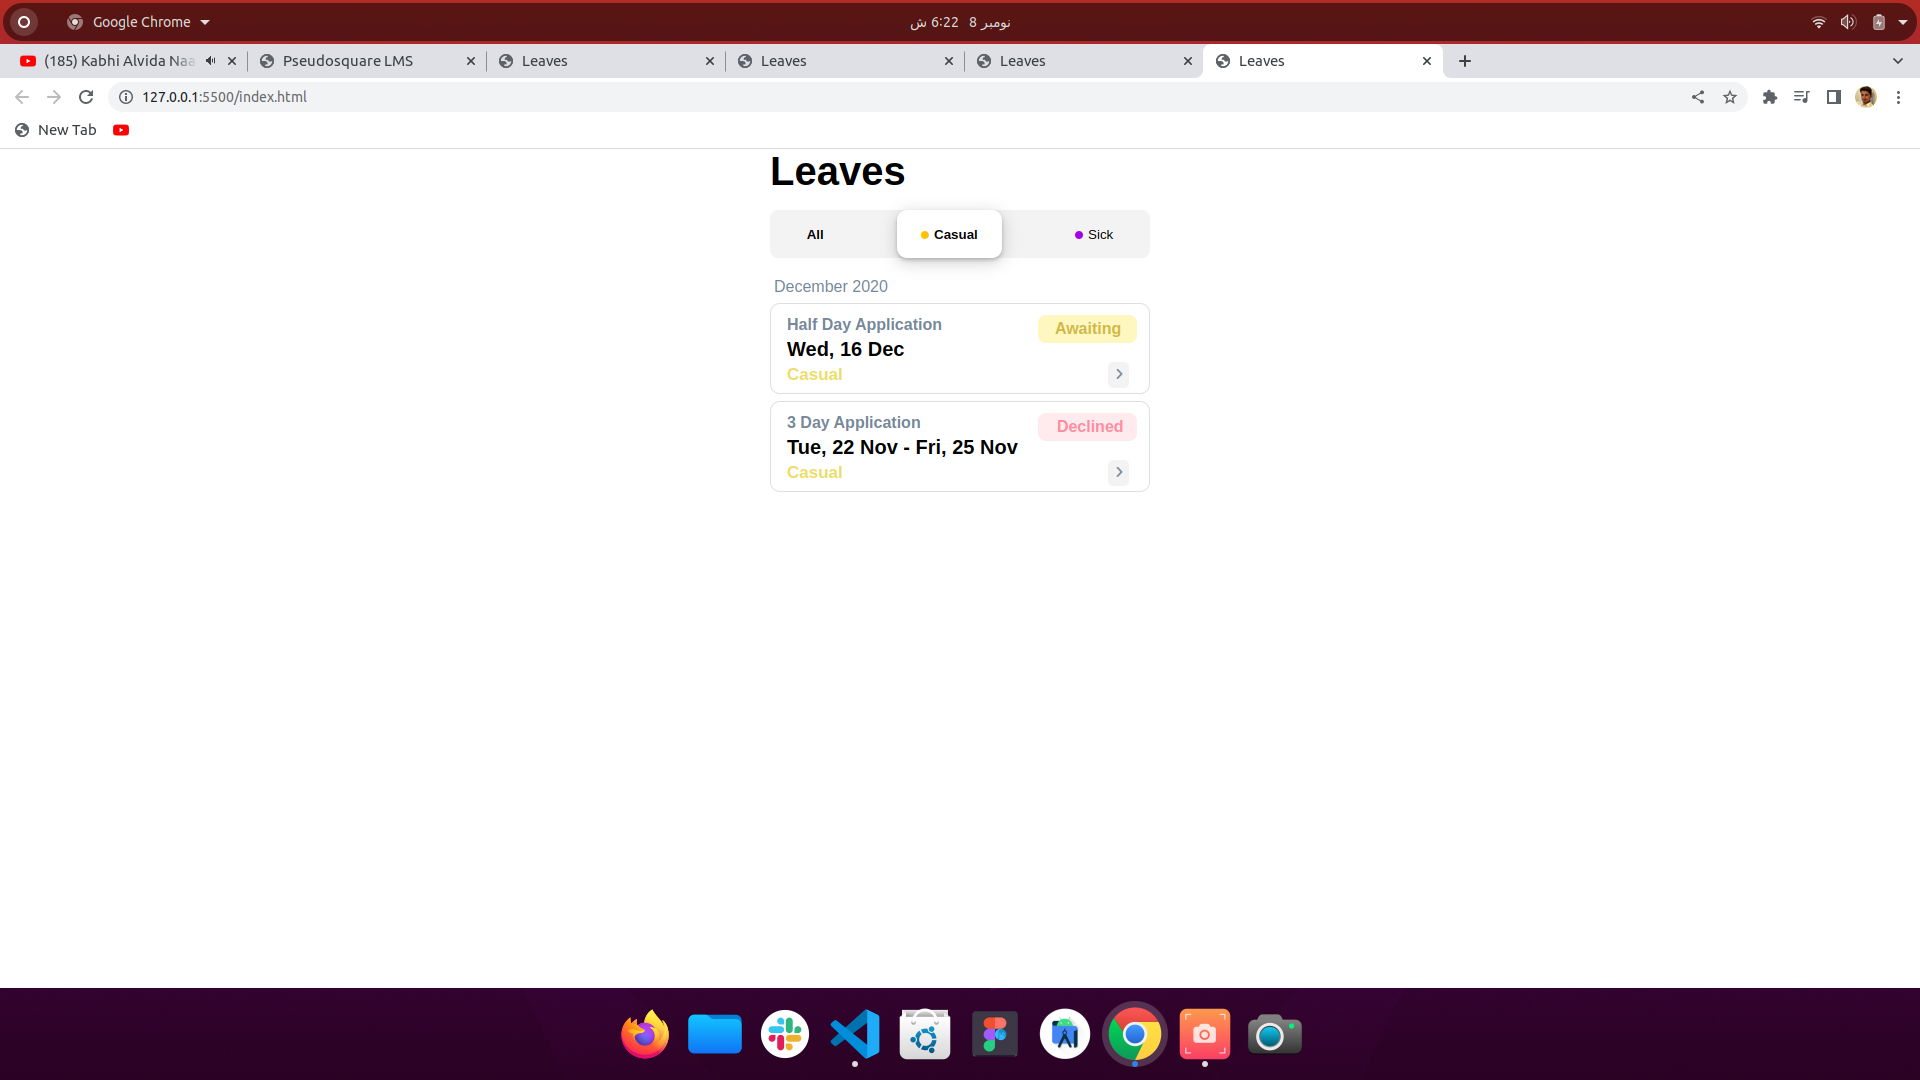 Google Chrome
نومبر 8   6:22 ش
(185) Kabhi Alvida Naa
Pseudosquare LMS
Leaves
Leaves
Leaves
Leaves
127.0.0.1:5500/index.html
New Tab
Leaves
All
Casual
Sick
December 2020
Half Day Application
Awaiting
Wed, 16 Dec
Casual
3 Day Application
Declined
Tue, 22 Nov - Fri, 25 Nov
Casual